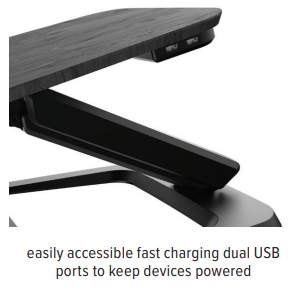 easily accessible fast charging dual USB
ports to keep devices powered